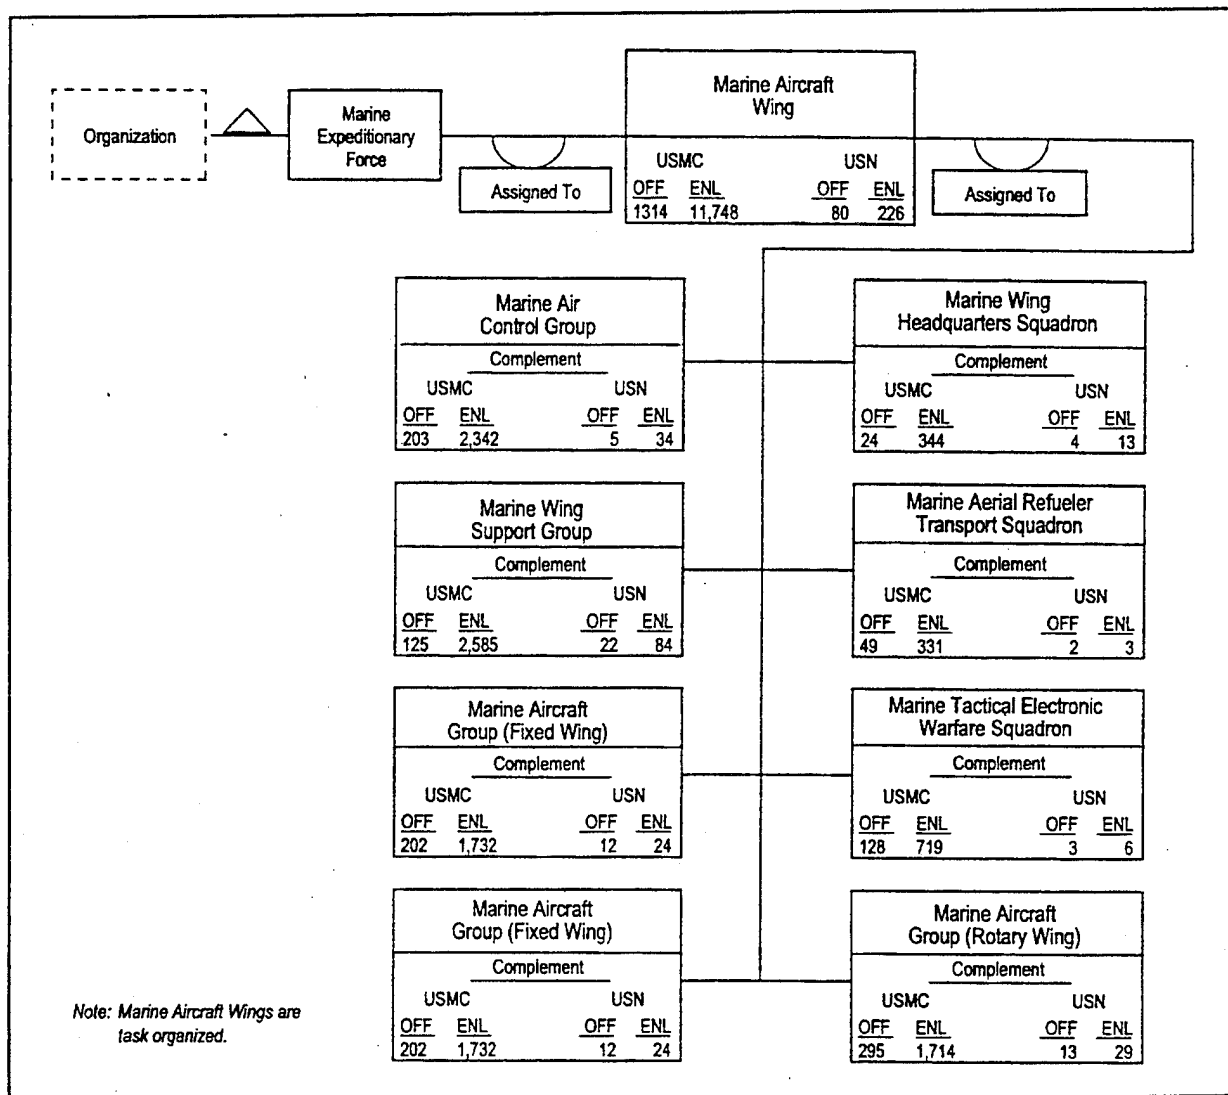 Organization
Marine
Expeditionary
Force
Assigned To
Marine Aircraft
Wing
USMC USN
OFF ENL OFF ENL
1314 11,748 80 226
Assigned To
Marine Air
Control Group
Complement
USMC USN
OFF ENL OFF ENL
203 2,342 5 34
Marine Wing
Headquarters Squadron
Complement
USMC USN
OFF ENL OFF ENL
24 344 4 13
Marine Wing
Support Group
Complement
USMC USN
OFF ENL OFF ENL
125 2,585 22 84
Marine Aerial Refueler
Transport Squadron
Complement
USMC USN
OFF ENL OFF ENL
49 331 2 3
Marine Aircraft
Group (Fixed Wing)
Complement
USMC USN
OFF ENL OFF ENL
202 1,732 12 24
Marine Tactical Electronic
Warfare Squadron
Complement
USMC USN
OFF ENL OFF ENL
128 719 3 6
Marine Aircraft
Group (Fixed Wing)
Complement
USMC USN
OFF ENL OFF ENL
202 1,732 12 24
Marine Aircraft
Group (Rotary Wing)
Complement
USMC USN
OFF ENL OFF ENL
295 1,714 13 29
Note: Marine Aircraft Wings are
task organized.